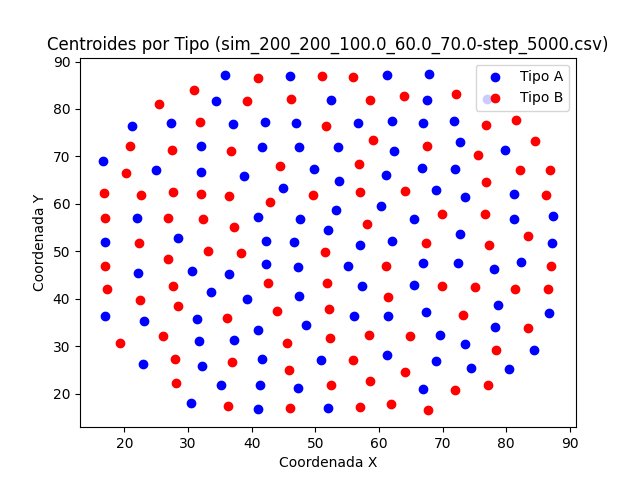 Centroides por Tipo (sim_200_200_100.0_60.0_70.0-step_5000.csv)
Tipo A
Tipo B
90
80
70
60
50
40
30
20
Coordenada Y
20 30 40 50 60 70 80 90
Coordenada X